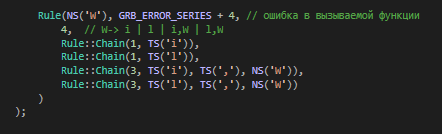 Rule(NS('W'), GRB_ERROR_SERIES + 4, // ошибка в вызываемой функции
4, // W-> i | l | i,W | l,W
Rule::Chain(1, TS('i')),
Rule::Chain(1, TS('l')),
Rule::Chain(3, TS('i'), TS(','), NS('W')),
Rule::Chain(3, TS('l'), TS(','), NS('W'))
)
);